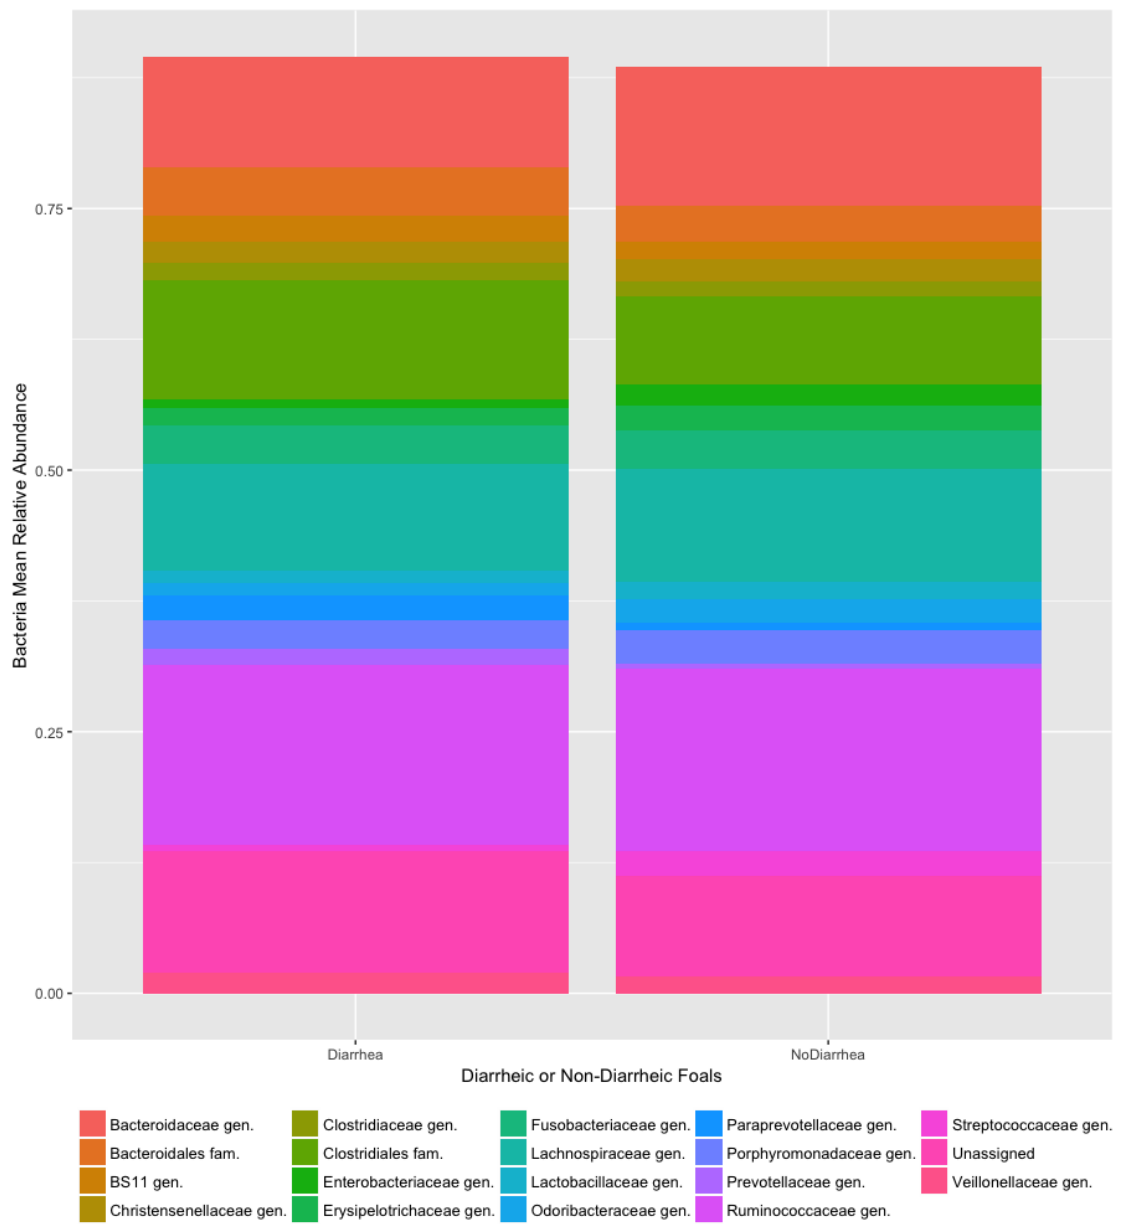 Bacteria Mean Relative Abundance
0.75
0.50
0.25
0.00
Diarrhea
NoDiarrhea
Diarrheic or Non-Diarrheic Foals
Bacteroidaceae gen.
Bacteroidales fam.
BS11 gen.
Christensenellaceae gen.
Clostridiaceae gen.
Clostridiales fam.
Enterobacteriaceae gen.
Erysipelotrichaceae gen.
Fusobacteriaceae gen.
Lachnospiraceae gen.
Lactobacillaceae gen.
Odoribacteraceae gen.
Paraprevotellaceae gen.
Porphyromonadaceae gen.
Prevotellaceae gen.
Ruminococcaceae gen.
Streptococcaceae gen.
Unassigned
Veillonellaceae gen.